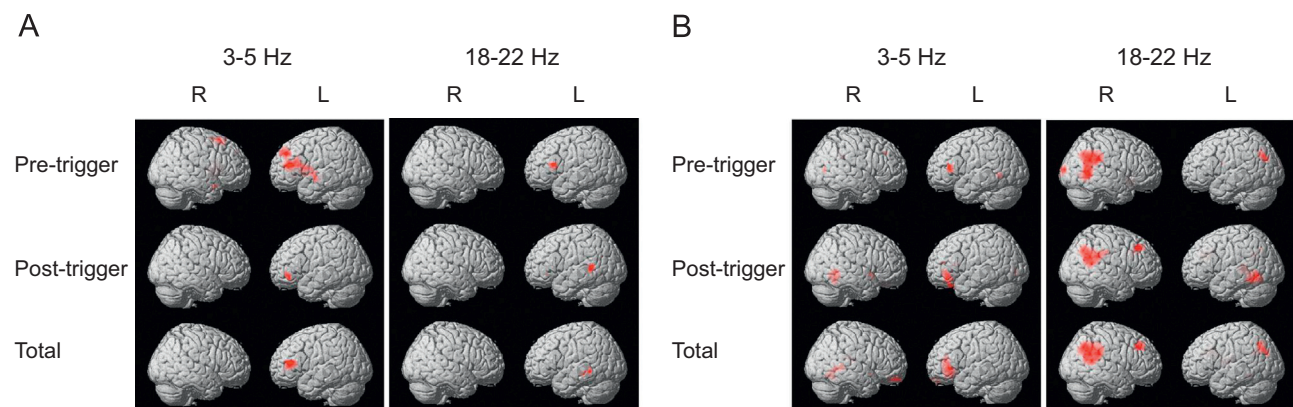 A B
3-5 Hz 18-22 Hz 3-5 Hz 18-22 Hz
R L R L R L R L
Pre-trigger Pre-trigger
Post-trigger Post-trigger
Total Total